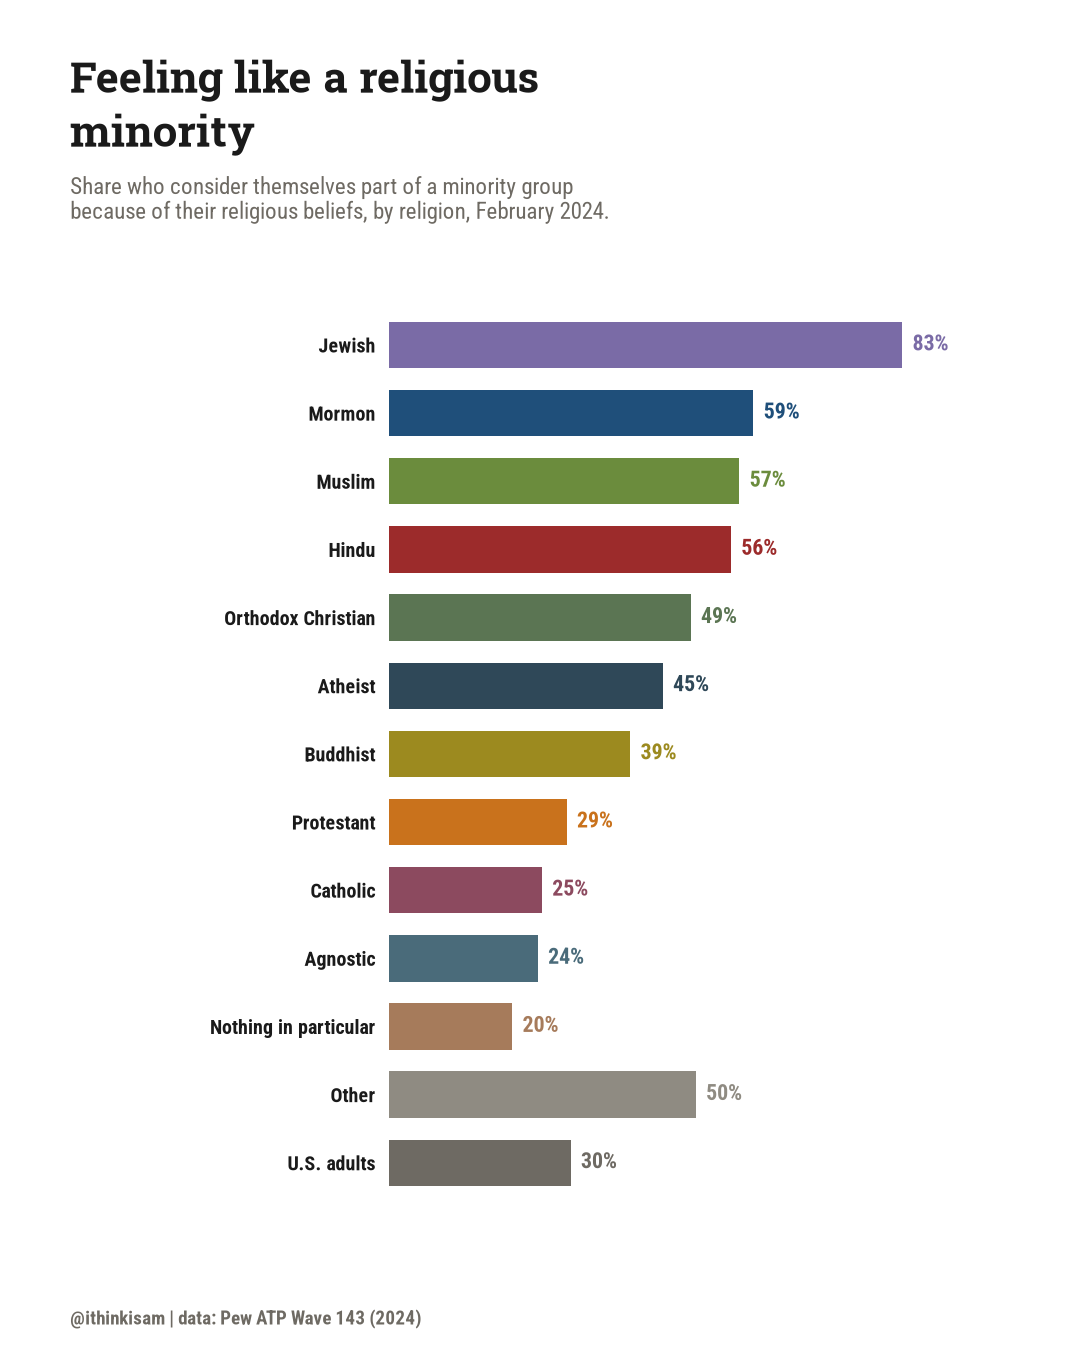 Feeling like a religious
minority
Share who consider themselves part of a minority group
because of their religious beliefs, by religion, February 2024.
Jewish 83%
Mormon 59%
Muslim 57%
Hindu 56%
Orthodox Christian 49%
Atheist 45%
Buddhist 39%
Protestant 29%
Catholic 25%
Agnostic 24%
Nothing in particular 20%
Other 50%
U.S. adults 30%
@ithinkisam | data: Pew ATP Wave 143 (2024)